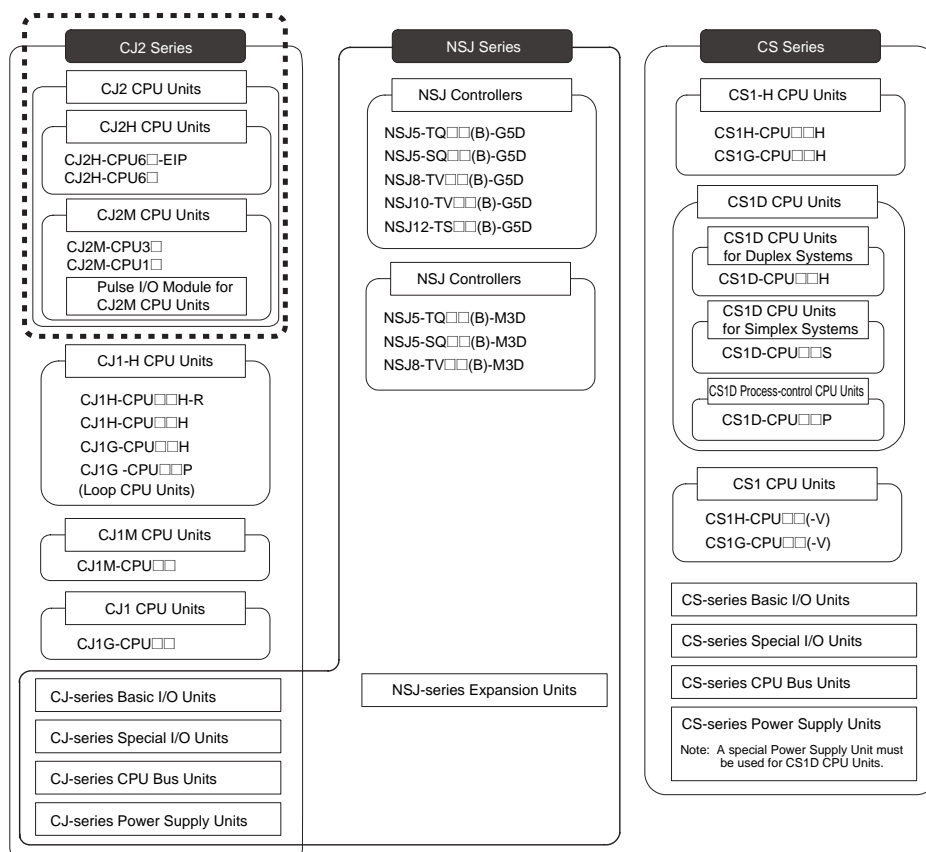 CJ2 Series
CJ2 CPU Units
CJ2H CPU Units
CJ2H-CPU6□-EIP
CJ2H-CPU6□
CJ2M CPU Units
CJ2M-CPU3□
CJ2M-CPU1□
Pulse I/O Module for
CJ2M CPU Units
CJ1-H CPU Units
CJ1H-CPU□□H-R
CJ1H-CPU□□H
CJ1G-CPU□□H
CJ1G -CPU□□P
(Loop CPU Units)
CJ1M CPU Units
CJ1M-CPU□□
CJ1 CPU Units
CJ1G-CPU□□
CJ-series Basic I/O Units
CJ-series Special I/O Units
CJ-series CPU Bus Units
CJ-series Power Supply Units
NSJ Series
NSJ Controllers
NSJ5-TQ□□(B)-G5D
NSJ5-SQ□□(B)-G5D
NSJ8-TV□□(B)-G5D
NSJ10-TV□□(B)-G5D
NSJ12-TS□□(B)-G5D
NSJ Controllers
NSJ5-TQ□□(B)-M3D
NSJ5-SQ□□(B)-M3D
NSJ8-TV□□(B)-M3D
NSJ-series Expansion Units
CS Series
CS1-H CPU Units
CS1H-CPU□□H
CS1G-CPU□□H
CS1D CPU Units
CS1D CPU Units
for Duplex Systems
CS1D-CPU□□H
CS1D CPU Units
for Simplex Systems
CS1D-CPU□□S
CS1D Process-control CPU Units
CS1D-CPU□□P
CS1 CPU Units
CS1H-CPU□□(-V)
CS1G-CPU□□(-V)
CS-series Basic I/O Units
CS-series Special I/O Units
CS-series CPU Bus Units
CS-series Power Supply Units
Note: A special Power Supply Unit must
be used for CS1D CPU Units.